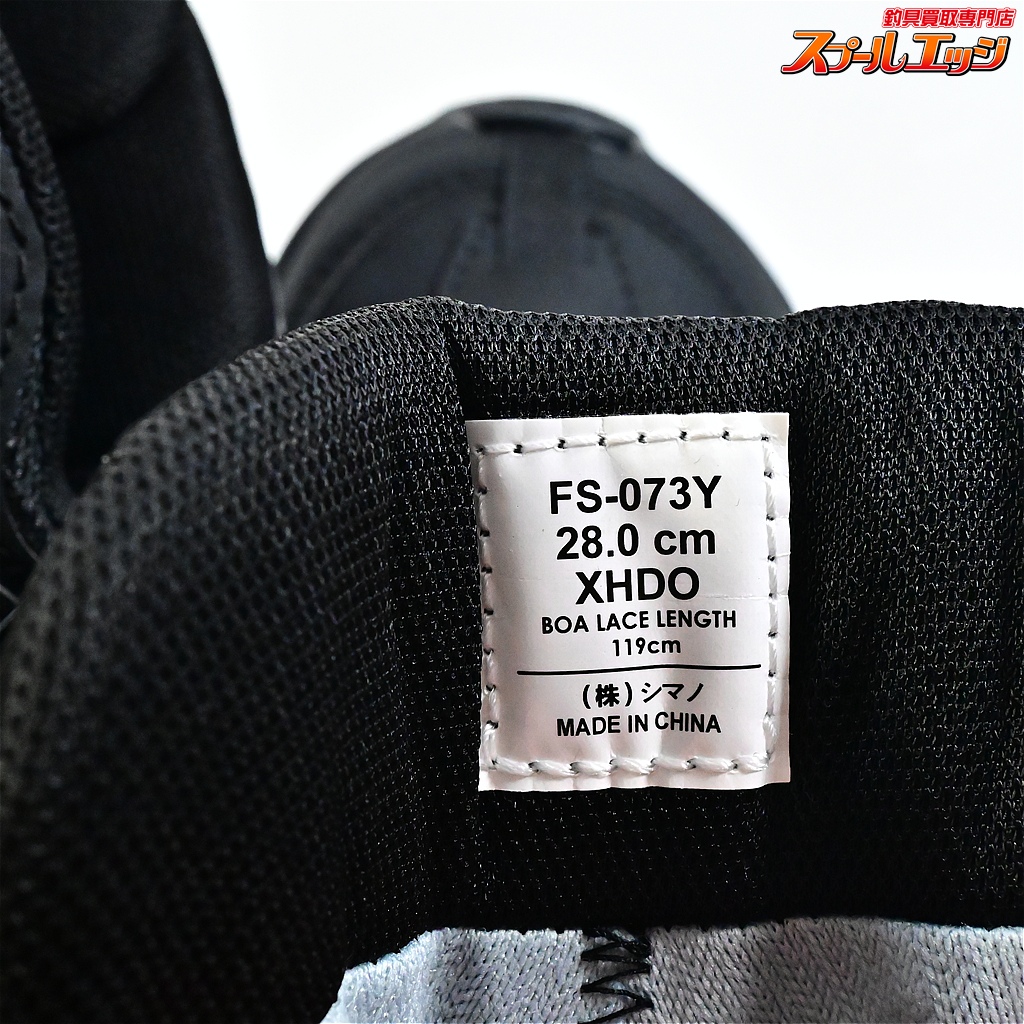 釣具買取専門店
スプールエッジ
FS-073Y
28.0 cm
XHDO
BOA LACE LENGTH
119cm
(株)シマノ
MADE IN CHINA